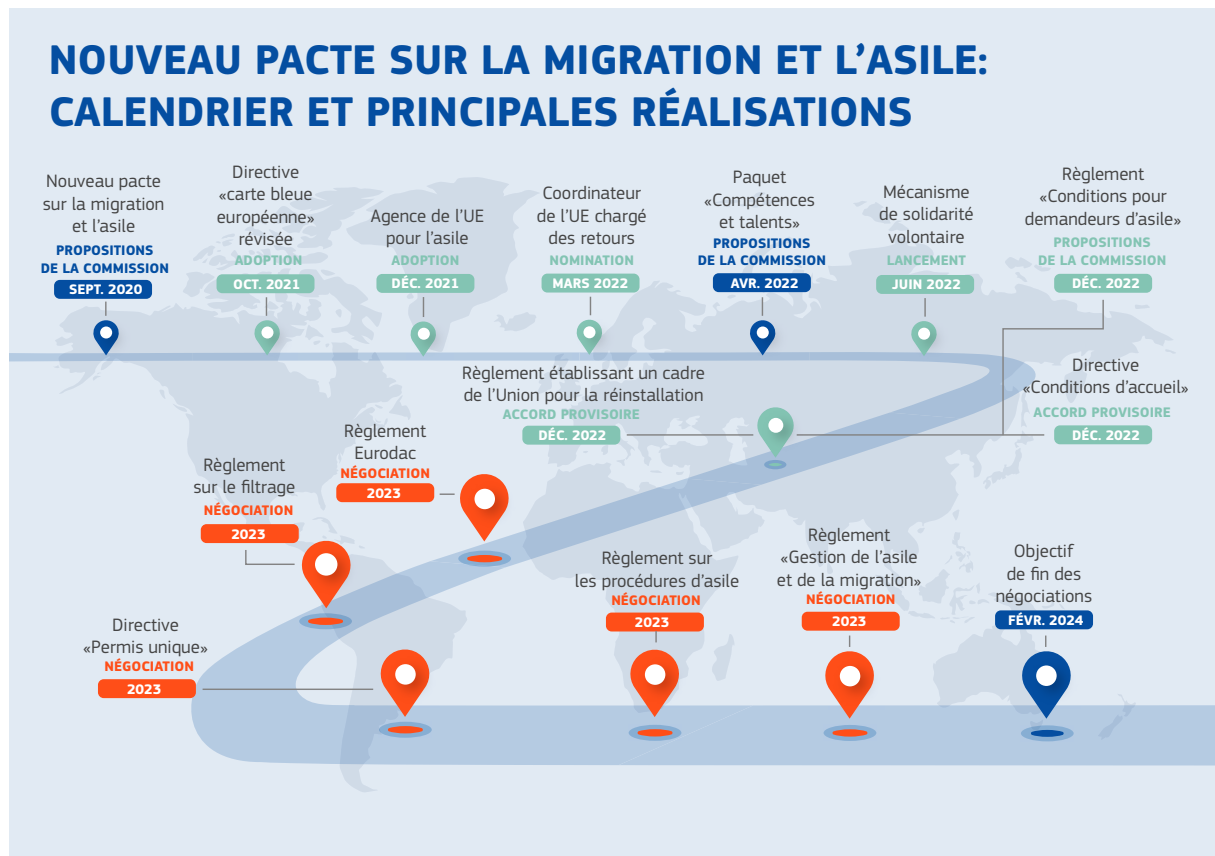 NOUVEAU PACTE SUR LA MIGRATION ET L’ASILE:
CALENDRIER ET PRINCIPALES RÉALISATIONS
Nouveau pacte
sur la migration
et l’asile
PROPOSITIONS
DE LA COMMISSION
SEPT. 2020
Directive
«carte bleue
européenne»
révisée
ADOPTION
OCT. 2021
Agence de l’UE
pour l’asile
ADOPTION
DÉC. 2021
Coordinateur
de l’UE chargé
des retours
NOMINATION
MARS 2022
Paquet
«Compétences
et talents»
PROPOSITIONS
DE LA COMMISSION
AVR. 2022
Mécanisme
de solidarité
volontaire
LANCEMENT
JUIN 2022
Règlement
«Conditions pour
demandeurs d’asile»
PROPOSITIONS
DE LA COMMISSION
DÉC. 2022
Règlement établissant un cadre
de l’Union pour la réinstallation
ACCORD PROVISOIRE
DÉC. 2022
Directive
«Conditions d’accueil»
ACCORD PROVISOIRE
DÉC. 2022
Règlement
Eurodac
NÉGOCIATION
2023
Règlement
sur le filtrage
NÉGOCIATION
2023
Directive
«Permis unique»
NÉGOCIATION
2023
Règlement sur
les procédures d’asile
NÉGOCIATION
2023
Règlement
«Gestion de l’asile
et de la migration»
NÉGOCIATION
2023
Objectif
de fin des
négociations
FÉVR. 2024